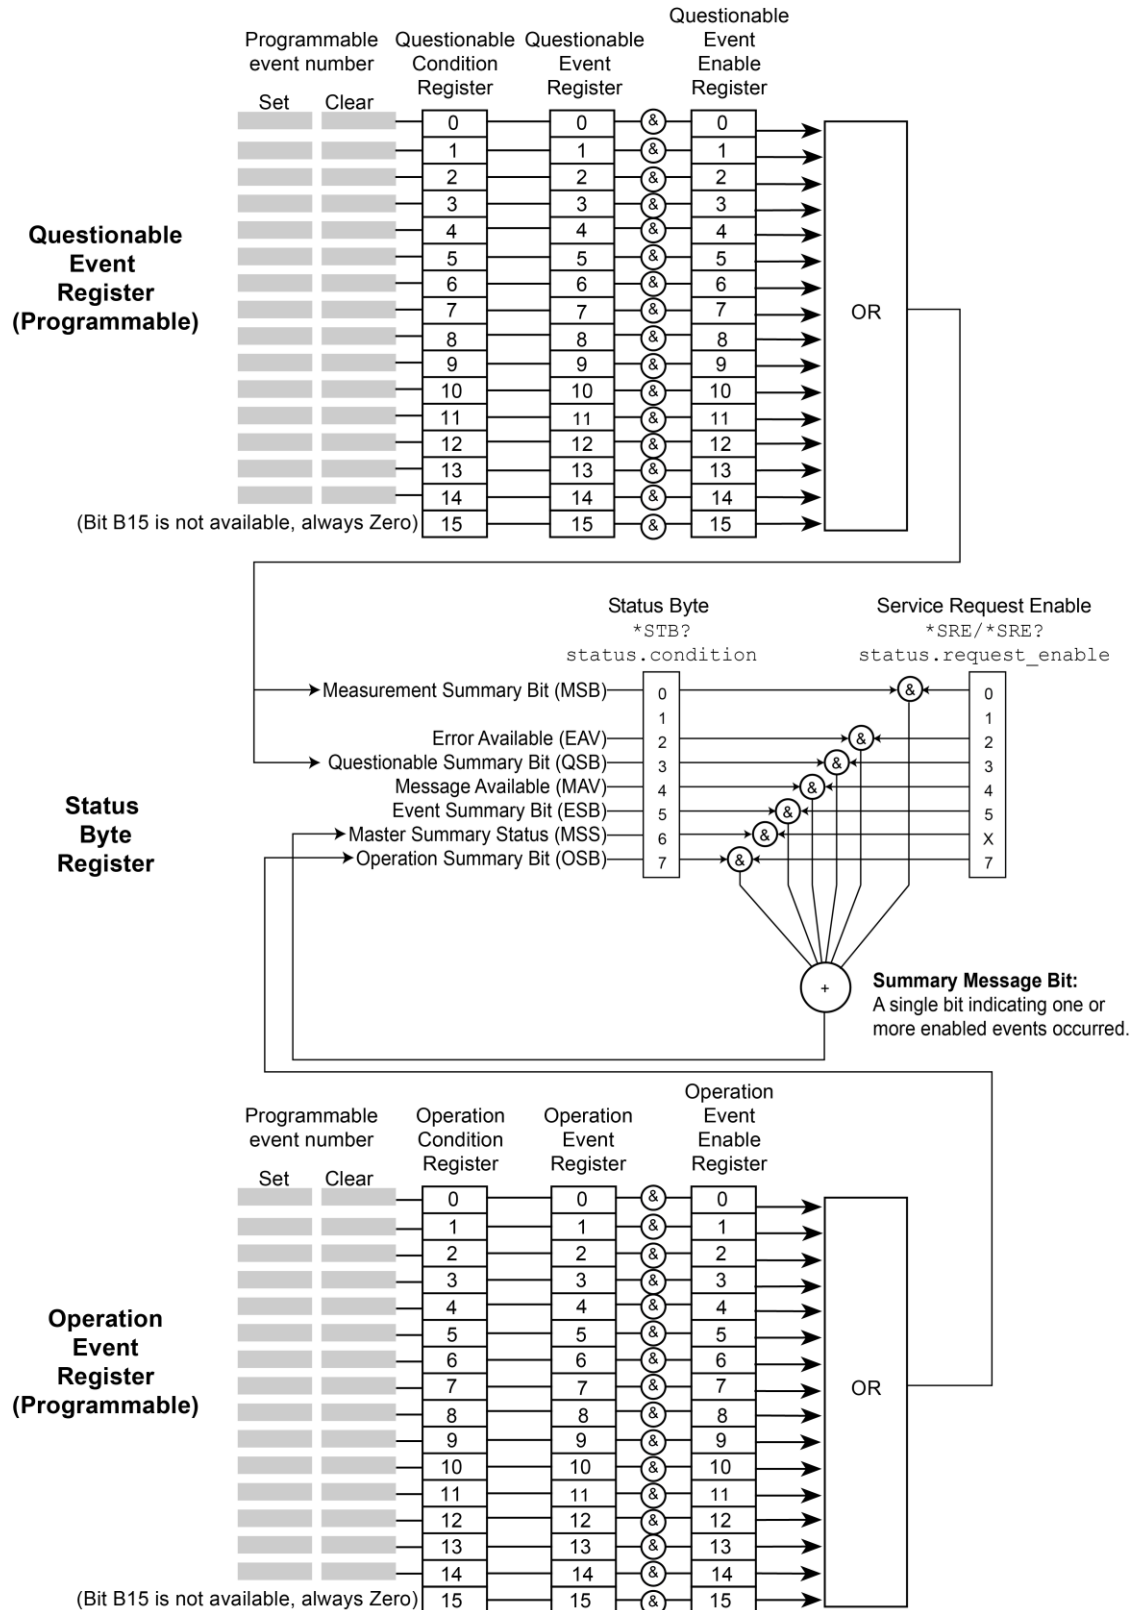 Programmable
event number
Set Clear
Questionable
Condition
Register
Questionable
Event
Register
Questionable
Event
Enable
Register
Questionable
Event
Register
(Programmable)
0 0 & 0
1 1 & 1
2 2 & 2
3 3 & 3
4 4 & 4
5 5 & 5
6 6 & 6
7 7 & 7
8 8 & 8
9 9 & 9
10 10 & 10
11 11 & 11
12 12 & 12
13 13 & 13
14 14 & 14
(Bit B15 is not available, always Zero) 15 15 & 15
OR
Status Byte
*STB?
status.condition
Service Request Enable
*SRE/*SRE?
status.request_enable
Status
Byte
Register
Measurement Summary Bit (MSB) 0 & 0
1 1
Error Available (EAV) 2 & 2
Questionable Summary Bit (QSB) 3 & 3
Message Available (MAV) 4 & 4
Event Summary Bit (ESB) 5 & 5
Master Summary Status (MSS) 6 & X
Operation Summary Bit (OSB) 7 & 7
+
Summary Message Bit:
A single bit indicating one or
more enabled events occurred.
Programmable
event number
Set Clear
Operation
Condition
Register
Operation
Event
Register
Operation
Event
Enable
Register
Operation
Event
Register
(Programmable)
0 0 & 0
1 1 & 1
2 2 & 2
3 3 & 3
4 4 & 4
5 5 & 5
6 6 & 6
7 7 & 7
8 8 & 8
9 9 & 9
10 10 & 10
11 11 & 11
12 12 & 12
13 13 & 13
14 14 & 14
(Bit B15 is not available, always Zero) 15 15 & 15
OR